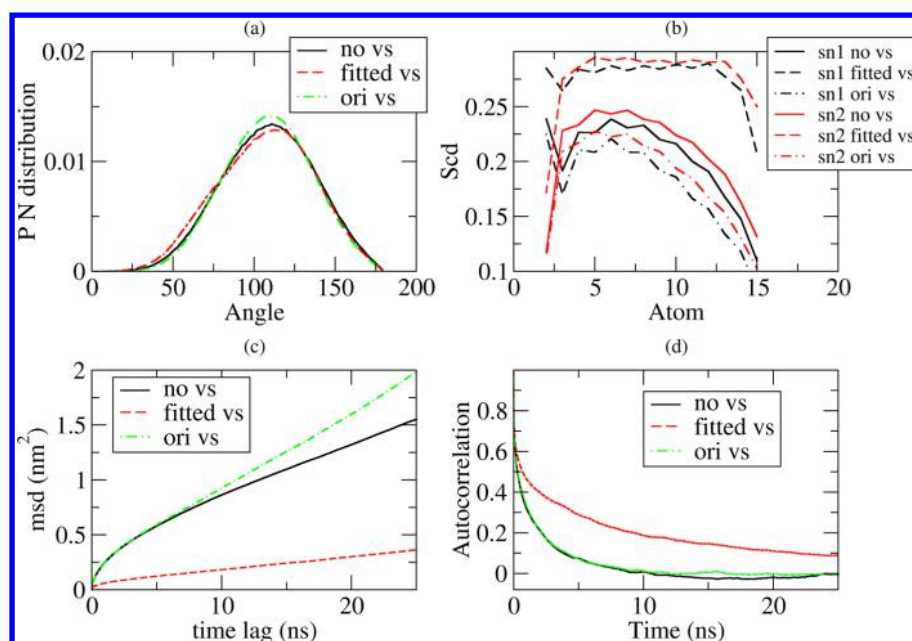 (a)
0.02
0.01
0
P N distribution
no vs
fitted vs
ori vs
0 50 100 150 200
Angle
(b)
0.25
0.2
0.15
0.1
Scd
sn1 no vs
sn1 fitted vs
sn1 ori vs
sn2 no vs
sn2 fitted vs
sn2 ori vs
0 5 10 15 20
Atom
(c)
2
1.5
1
0.5
0
msd (nm²)
no vs
fitted vs
ori vs
0 10 20
time lag (ns)
(d)
0.8
0.6
0.4
0.2
0
Autocorrelation
no vs
fitted vs
ori vs
0 10 20
Time (ns)